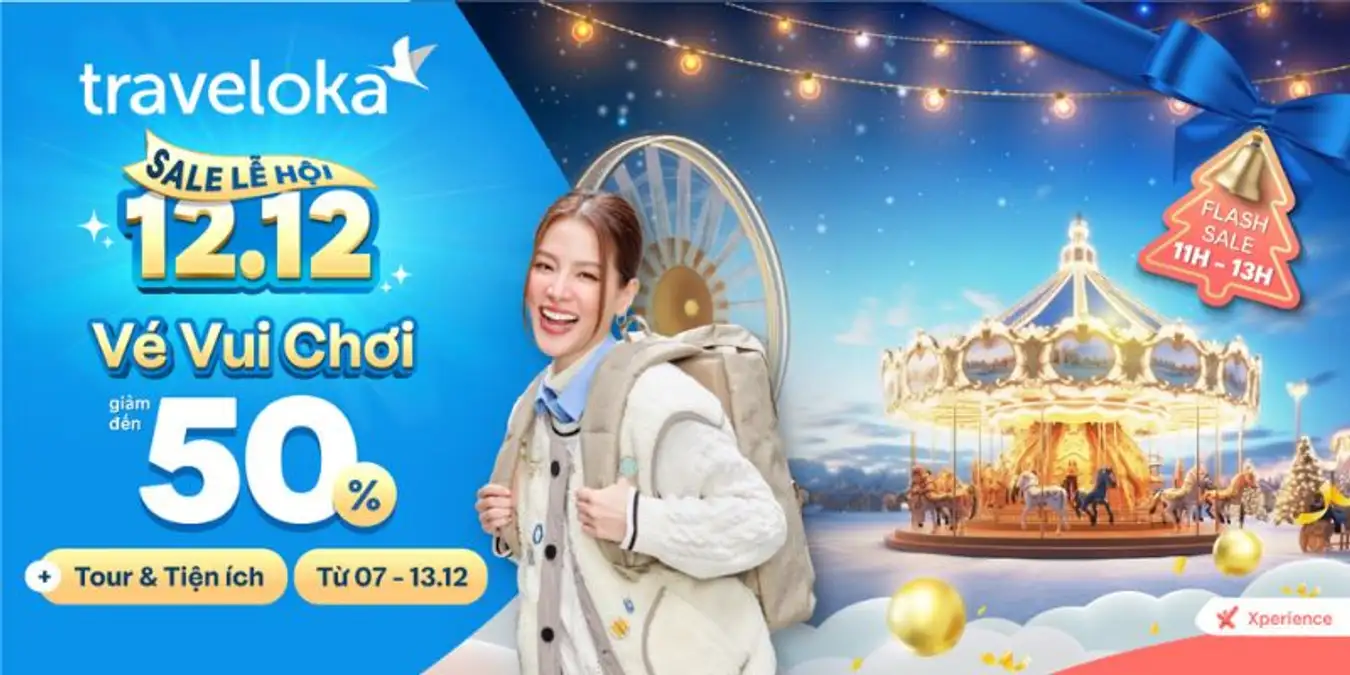 traveloka
SALE LỄ HỘI
12.12
Vé Vui Chơi
giảm
đến
50%
+ Tour & Tiện ích
Từ 07 - 13.12
FLASH
SALE
11H - 13H
Xperience